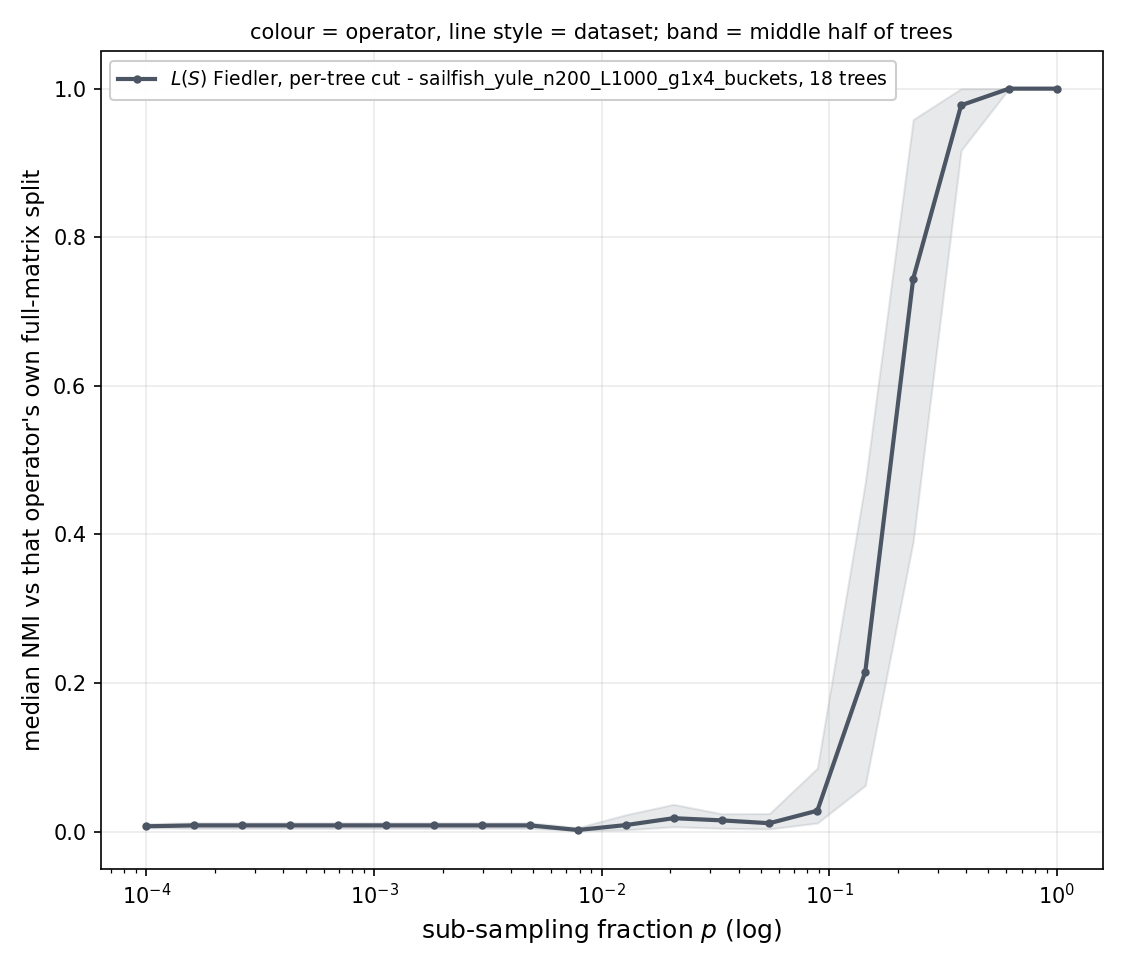 colour = operator, line style = dataset; band = middle half of trees
L(S) Fiedler, per-tree cut - sailfish_yule_n200_L1000_g1x4_buckets, 18 trees
median NMI vs that operator's own full-matrix split
1.0
0.8
0.6
0.4
0.2
0.0
10⁻⁴ 10⁻³ 10⁻² 10⁻¹ 10⁰
sub-sampling fraction p (log)